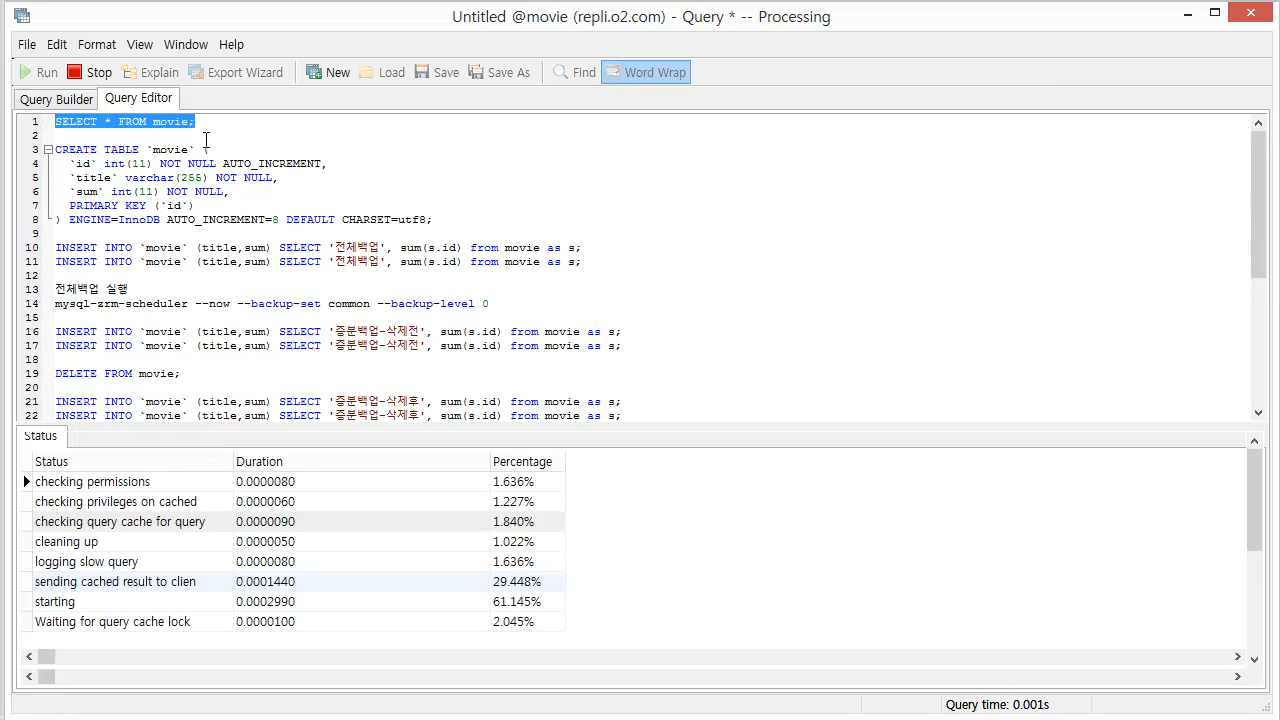 Untitled @movie (repli.o2.com) - Query * -- Processing
File Edit Format View Window Help
Run Stop Explain Export Wizard New Load Save Save As Find Word Wrap
Query Builder Query Editor
1 SELECT * FROM movie;
2
3 CREATE TABLE `movie` (
4 `id` int(11) NOT NULL AUTO_INCREMENT,
5 `title` varchar(255) NOT NULL,
6 `sum` int(11) NOT NULL,
7 PRIMARY KEY (`id`)
8 ) ENGINE=InnoDB AUTO_INCREMENT=8 DEFAULT CHARSET=utf8;
9
10 INSERT INTO `movie` (title,sum) SELECT '전체백업', sum(s.id) from movie as s;
11 INSERT INTO `movie` (title,sum) SELECT '전체백업', sum(s.id) from movie as s;
12
13 전체백업 실행
14 mysql-zrm-scheduler --now --backup-set common --backup-level 0
15
16 INSERT INTO `movie` (title,sum) SELECT '증분백업-삭제전', sum(s.id) from movie as s;
17 INSERT INTO `movie` (title,sum) SELECT '증분백업-삭제전', sum(s.id) from movie as s;
18
19 DELETE FROM movie;
20
21 INSERT INTO `movie` (title,sum) SELECT '증분백업-삭제후', sum(s.id) from movie as s;
22 INSERT INTO `movie` (title,sum) SELECT '증분백업-삭제후', sum(s.id) from movie as s;
Status
Status Duration Percentage
checking permissions 0.0000080 1.636%
checking privileges on cached 0.0000060 1.227%
checking query cache for query 0.0000090 1.840%
cleaning up 0.0000050 1.022%
logging slow query 0.0000080 1.636%
sending cached result to clien 0.0001440 29.448%
starting 0.0002990 61.145%
Waiting for query cache lock 0.0000100 2.045%
Query time: 0.001s